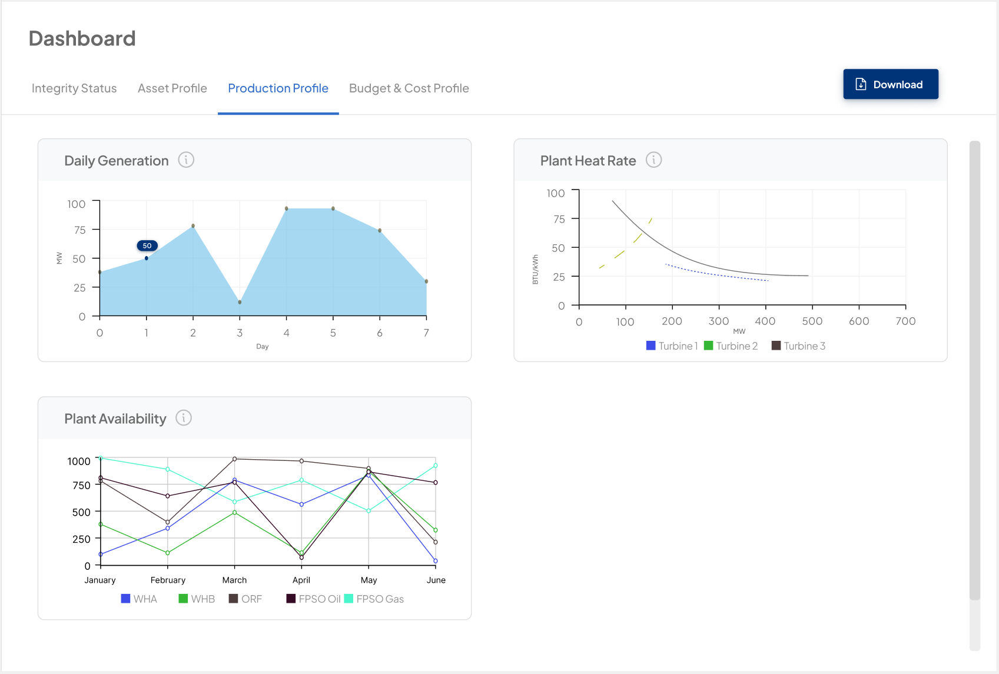 Dashboard
Integrity Status
Asset Profile
Production Profile
Budget & Cost Profile
Download
Daily Generation
MW
100
75
50
25
0
50
0 1 2 3 4 5 6 7
Day
Plant Heat Rate
BTU/kWh
100
75
50
25
0
0 100 200 300 400 500 600 700
MW
Turbine 1 Turbine 2 Turbine 3
Plant Availability
1000
750
500
250
0
January February March April May June
WHA WHB ORF FPSO Oil FPSO Gas